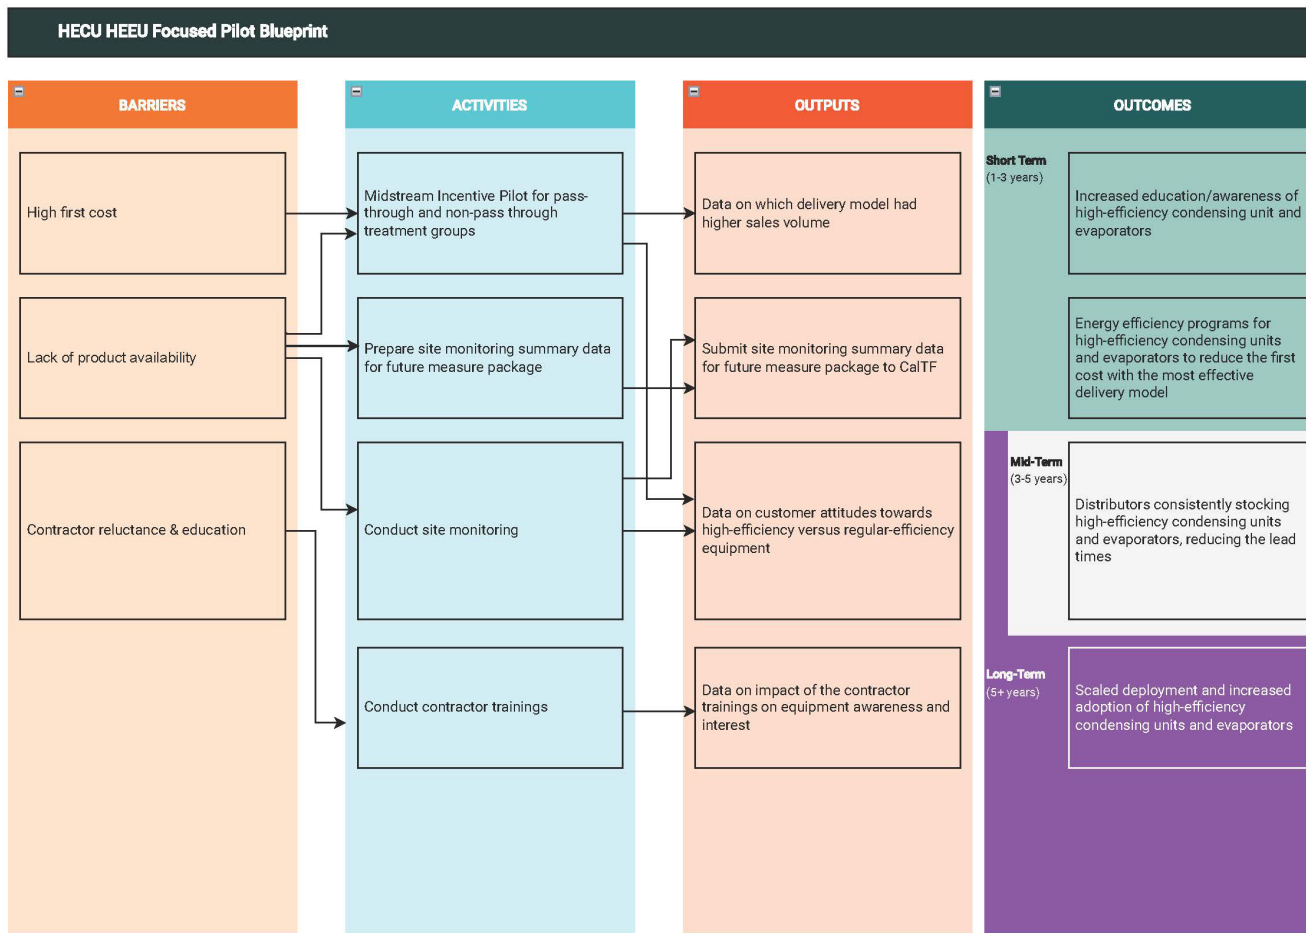 HECU HEEU Focused Pilot Blueprint
BARRIERS
High first cost
Lack of product availability
Contractor reluctance & education
ACTIVITIES
Midstream Incentive Pilot for pass-
through and non-pass through
treatment groups
Prepare site monitoring summary data
for future measure package
Conduct site monitoring
Conduct contractor trainings
OUTPUTS
Data on which delivery model had
higher sales volume
Submit site monitoring summary data
for future measure package to CalTF
Data on customer attitudes towards
high-efficiency versus regular-efficiency
equipment
Data on impact of the contractor
trainings on equipment awareness and
interest
OUTCOMES
Short Term
(1-3 years)
Increased education/awareness of
high-efficiency condensing unit and
evaporators
Energy efficiency programs for
high-efficiency condensing units
and evaporators to reduce the first
cost with the most effective
delivery model
Mid-Term
(3-5 years)
Distributors consistently stocking
high-efficiency condensing units
and evaporators, reducing the lead
times
Long-Term
(5+ years)
Scaled deployment and increased
adoption of high-efficiency
condensing units and evaporators